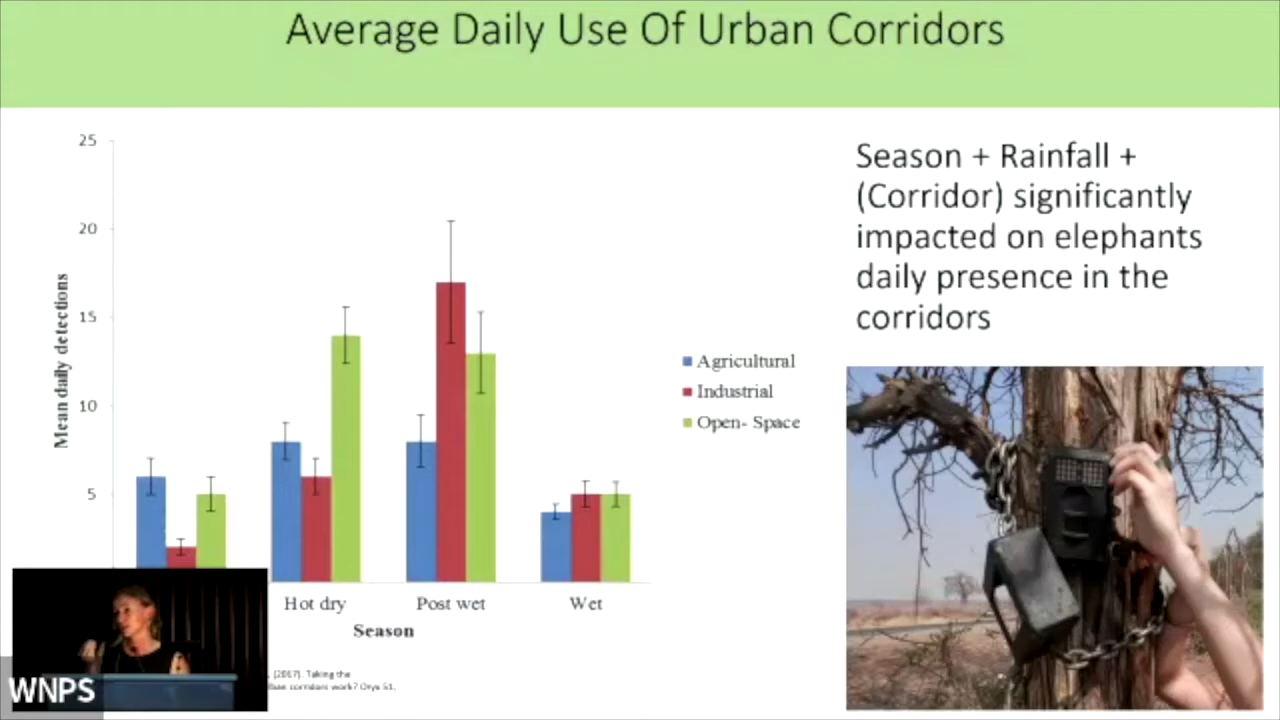 Average Daily Use Of Urban Corridors
25
20
15
10
5
Mean daily detections
Agricultural
Industrial
Open- Space
Hot dry
Post wet
Wet
Season
Season + Rainfall +
(Corridor) significantly
impacted on elephants
daily presence in the
corridors
(2017). Taking the
corridors work? Oryx 51,
WNPS